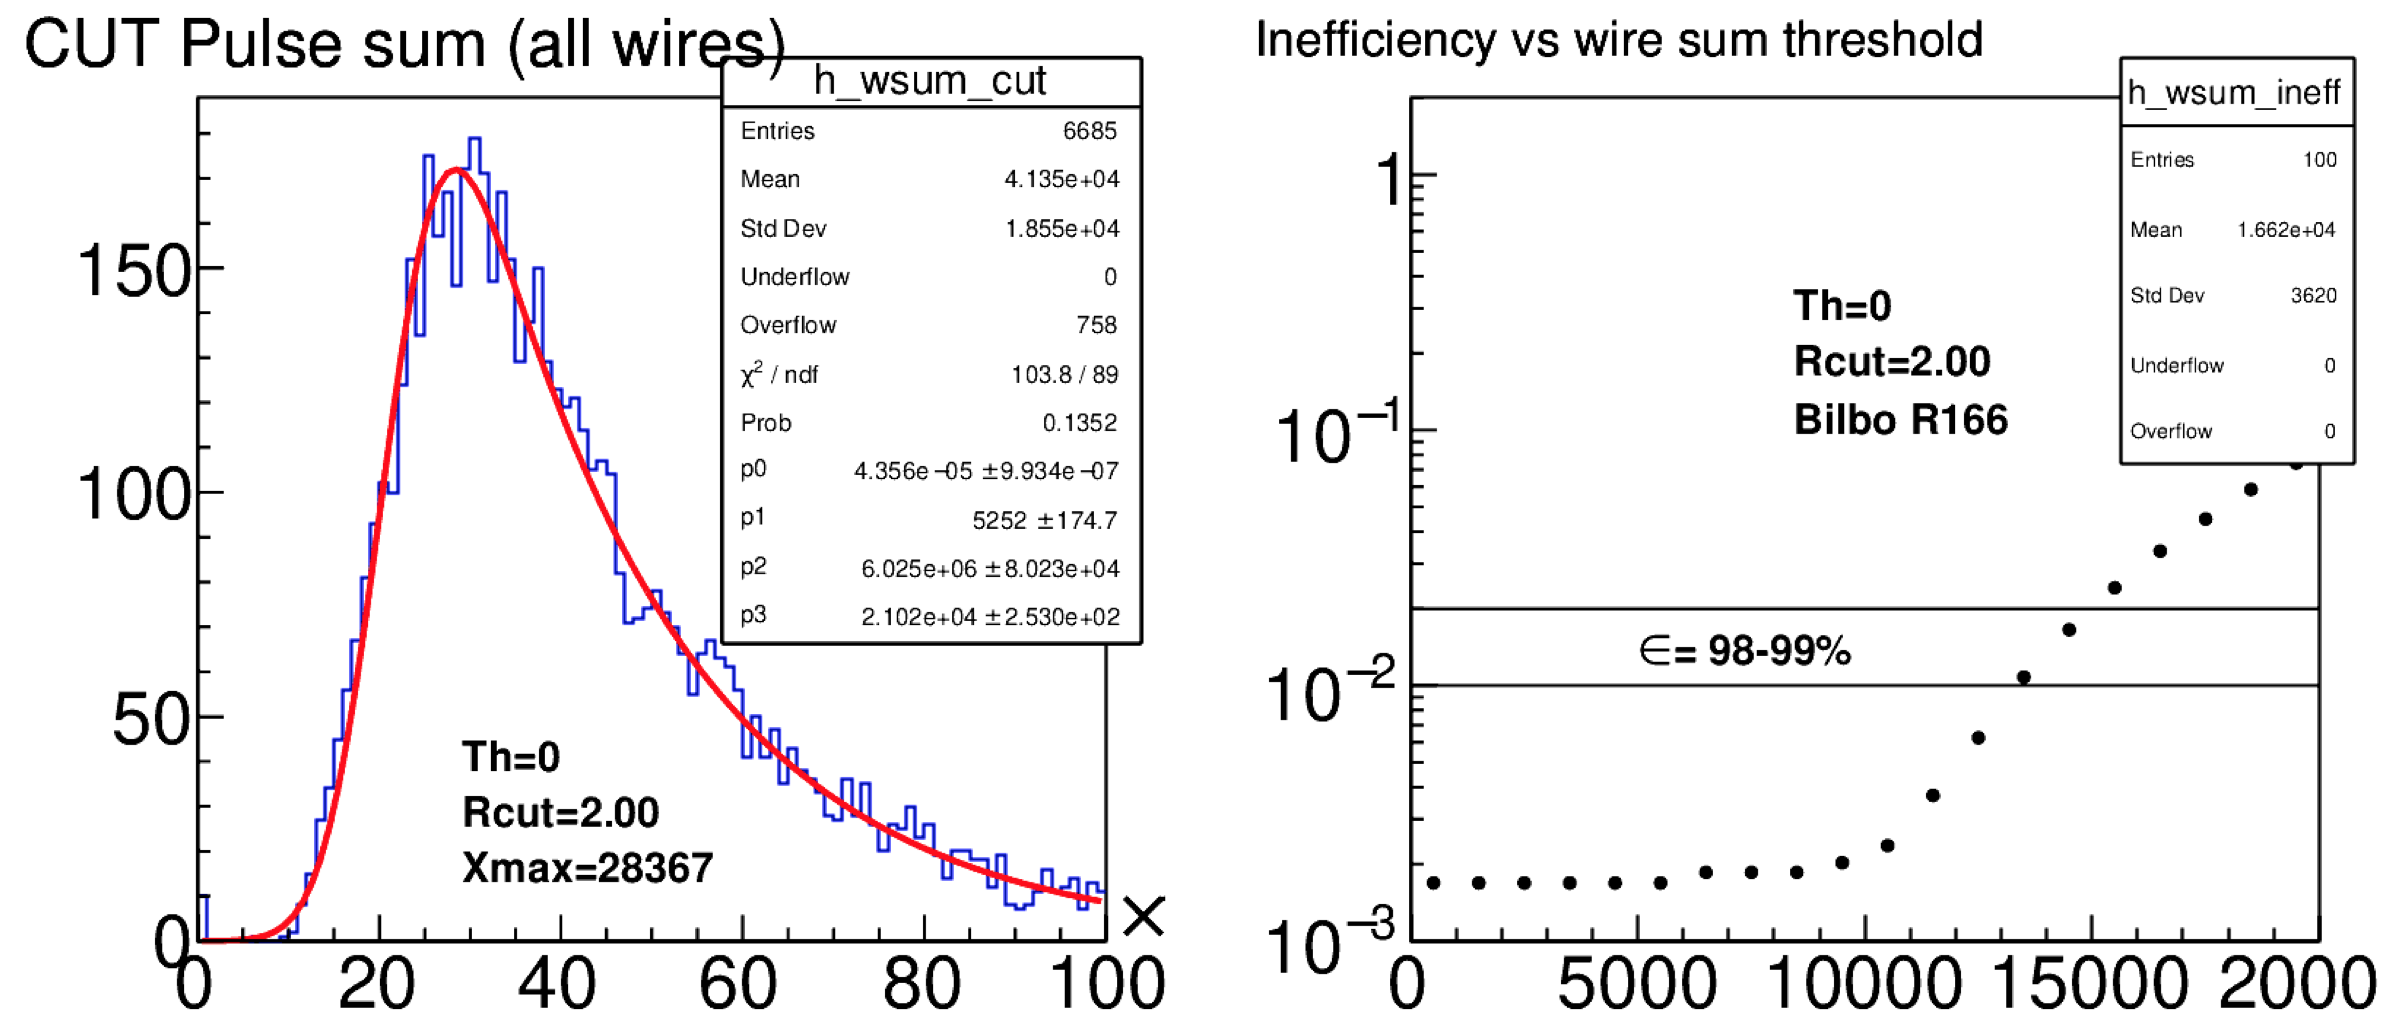 CUT Pulse sum (all wires)
h_wsum_cut
Entries 6685
Mean 4.135e+04
Std Dev 1.855e+04
Underflow 0
Overflow 758
χ² / ndf 103.8 / 89
Prob 0.1352
p0 4.356e−05 ±9.934e−07
p1 5252 ±174.7
p2 6.025e+06 ±8.023e+04
p3 2.102e+04 ±2.530e+02
150
100
50
0
Th=0
Rcut=2.00
Xmax=28367
0 20 40 60 80 100
×
Inefficiency vs wire sum threshold
h_wsum_ineff
Entries 100
Mean 1.662e+04
Std Dev 3620
Underflow 0
Overflow 0
1
10⁻¹
10⁻²
10⁻³
Th=0
Rcut=2.00
Bilbo R166
∈= 98-99%
0 5000 10000 15000 2000